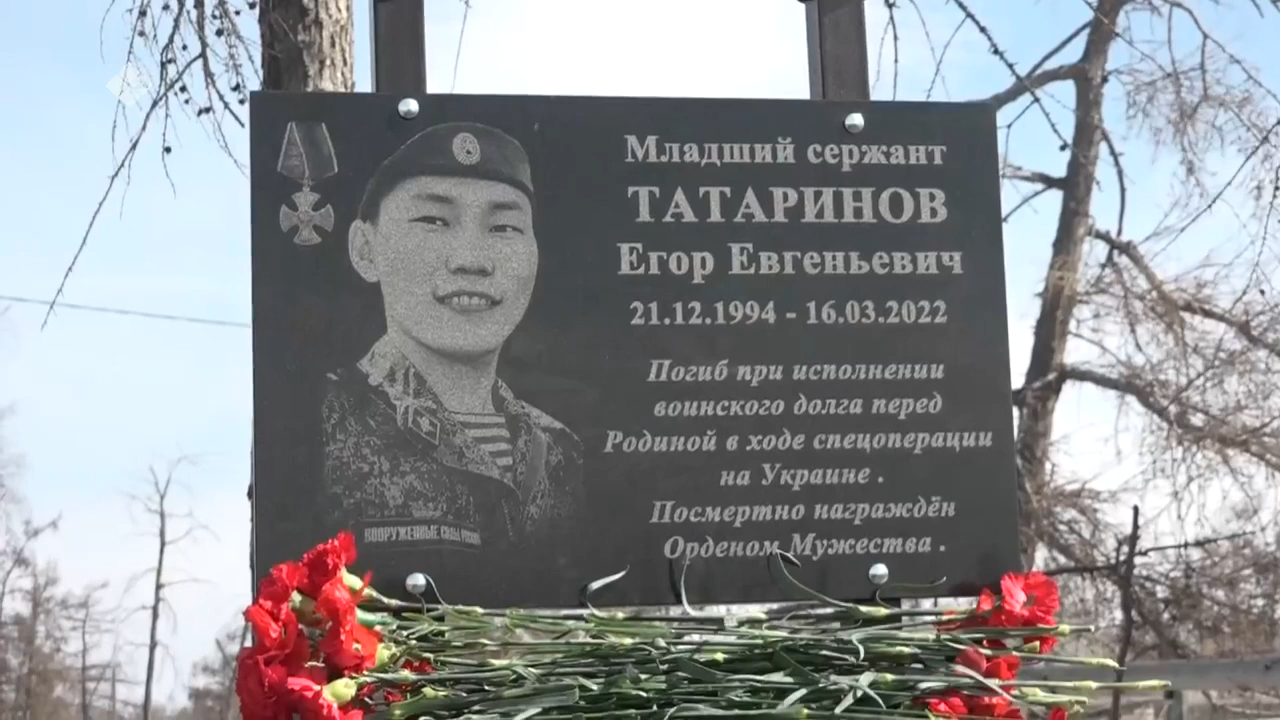 Младший сержант
ТАТАРИНОВ
Егор Евгеньевич
21.12.1994 - 16.03.2022
Погиб при исполнении
воинского долга перед
Родиной в ходе спецоперации
на Украине .
Посмертно награждён
Орденом Мужества .
ВООРУЖЕННЫЕ СИЛЫ РОССИИ